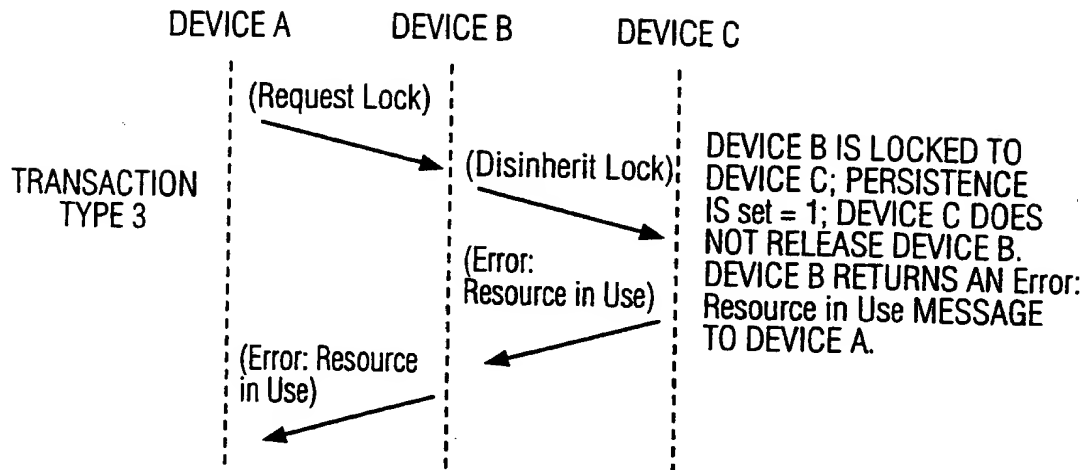 DEVICE A
DEVICE B
DEVICE C
(Request Lock)
TRANSACTION
TYPE 3
(Disinherit Lock)
DEVICE B IS LOCKED TO
DEVICE C; PERSISTENCE
IS set = 1; DEVICE C DOES
NOT RELEASE DEVICE B.
DEVICE B RETURNS AN Error:
Resource in Use MESSAGE
TO DEVICE A.
(Error:
Resource in Use)
(Error: Resource
in Use)